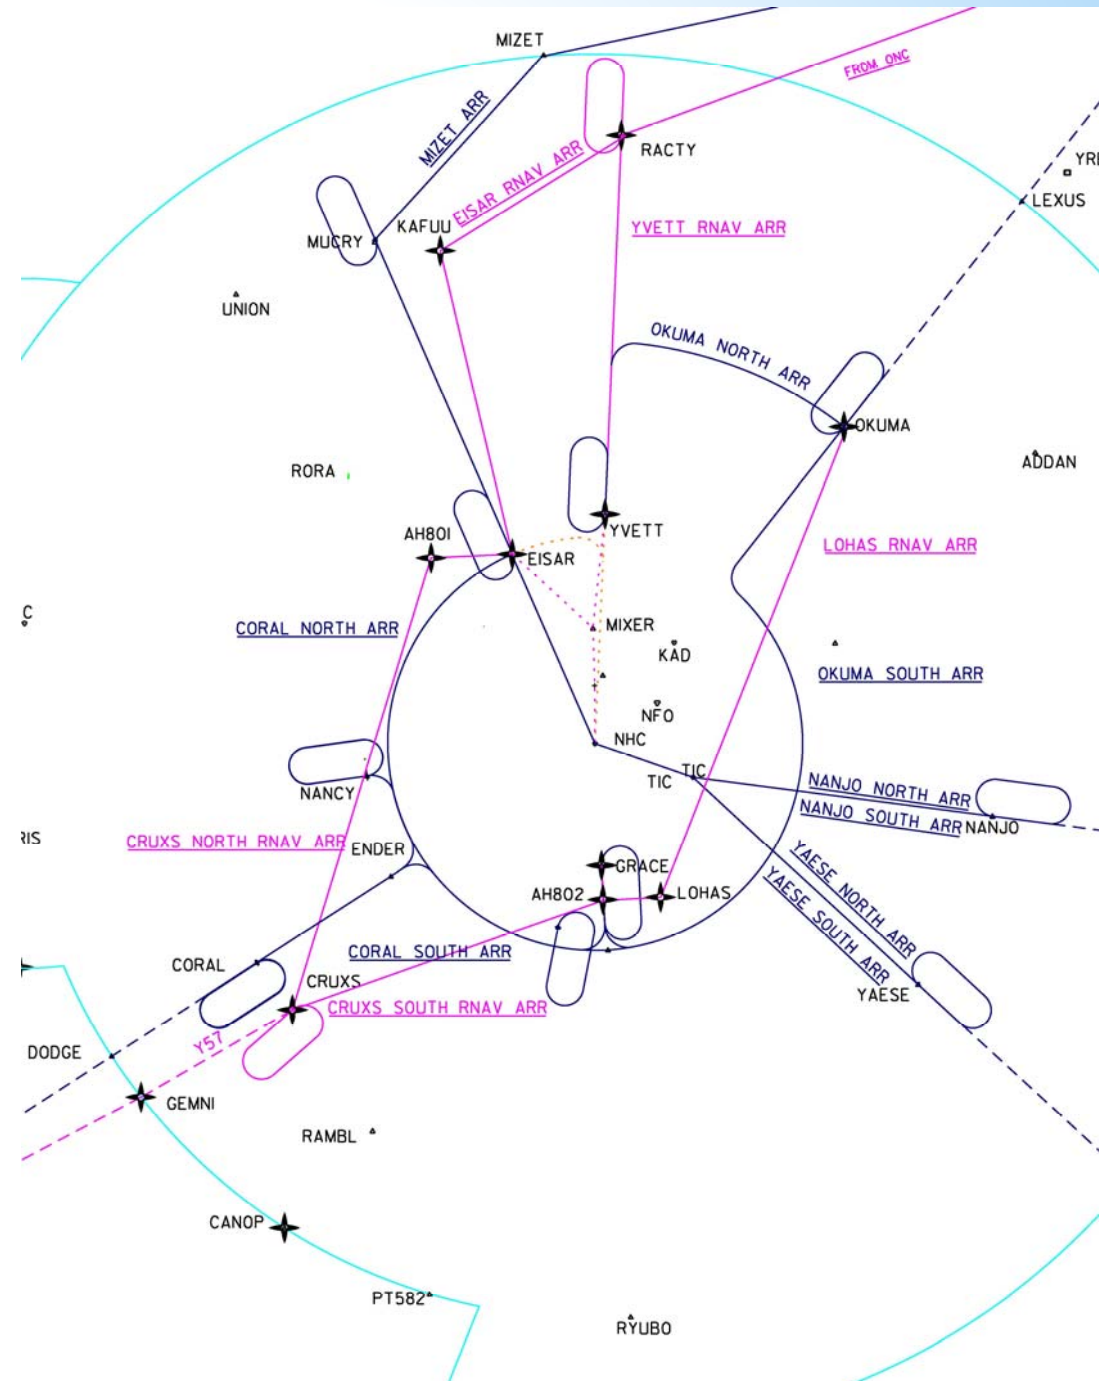 MIZET
FROM ONC
MIZET ARR
RACTY
YRE
EISAR RNAV ARR
LEXUS
KAFUU
YVETT RNAV ARR
MUCRY
UNION
OKUMA NORTH ARR
OKUMA
RORA
ADDAN
AH801
YVETT
EISAR
LOHAS RNAV ARR
C
MIXER
CORAL NORTH ARR
KAD
OKUMA SOUTH ARR
NFO
NHC
TIC
TIC
NANJO NORTH ARR
NANCY
NANJO SOUTH ARR
NANJO
RIS
CRUXS NORTH RNAV ARR
ENDER
YAESE NORTH ARR
GRACE
YAESE SOUTH ARR
AH802
LOHAS
CORAL SOUTH ARR
CORAL
CRUXS
YAESE
CRUXS SOUTH RNAV ARR
Y57
DODGE
GEMNI
RAMBL
CANOP
PT582
RYUBO